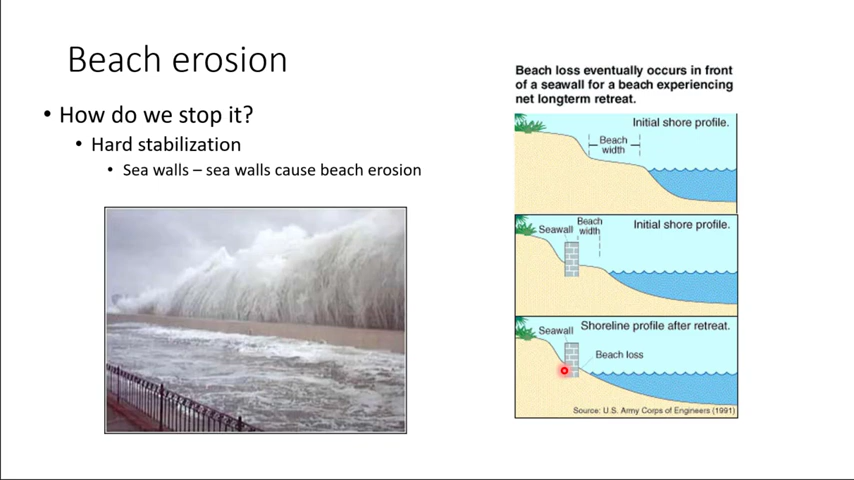 Beach erosion
• How do we stop it?
• Hard stabilization
• Sea walls – sea walls cause beach erosion
Beach loss eventually occurs in front
of a seawall for a beach experiencing
net longterm retreat.
Initial shore profile.
Beach
width
Initial shore profile.
Seawall
Beach
width
Shoreline profile after retreat.
Seawall
Beach loss
Source: U.S. Army Corps of Engineers (1991)